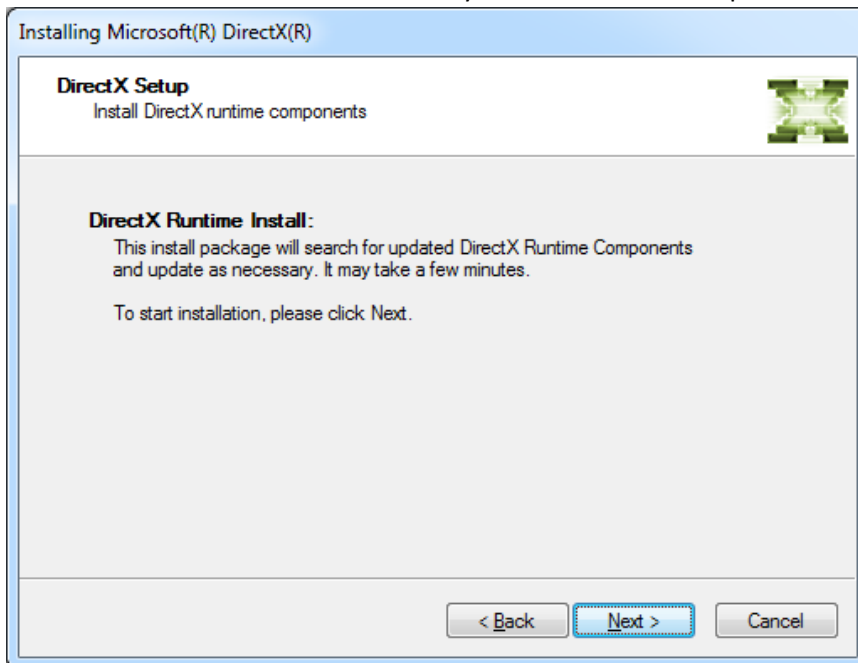 Installing Microsoft(R) DirectX(R)
DirectX Setup
Install DirectX runtime components
DirectX Runtime Install:
This install package will search for updated DirectX Runtime Components
and update as necessary. It may take a few minutes.
To start installation, please click Next.
< Back Next > Cancel